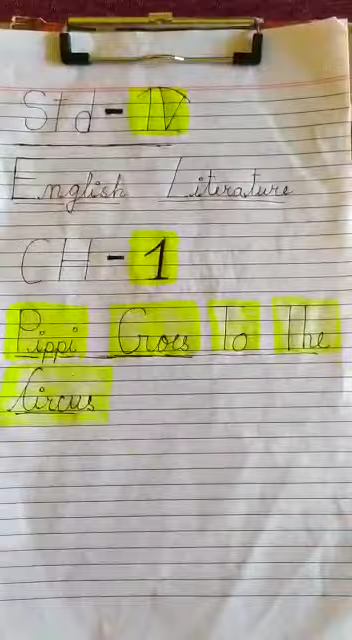 Std - IV
English Literature
CH - 1
Pippi Goes To The
Circus